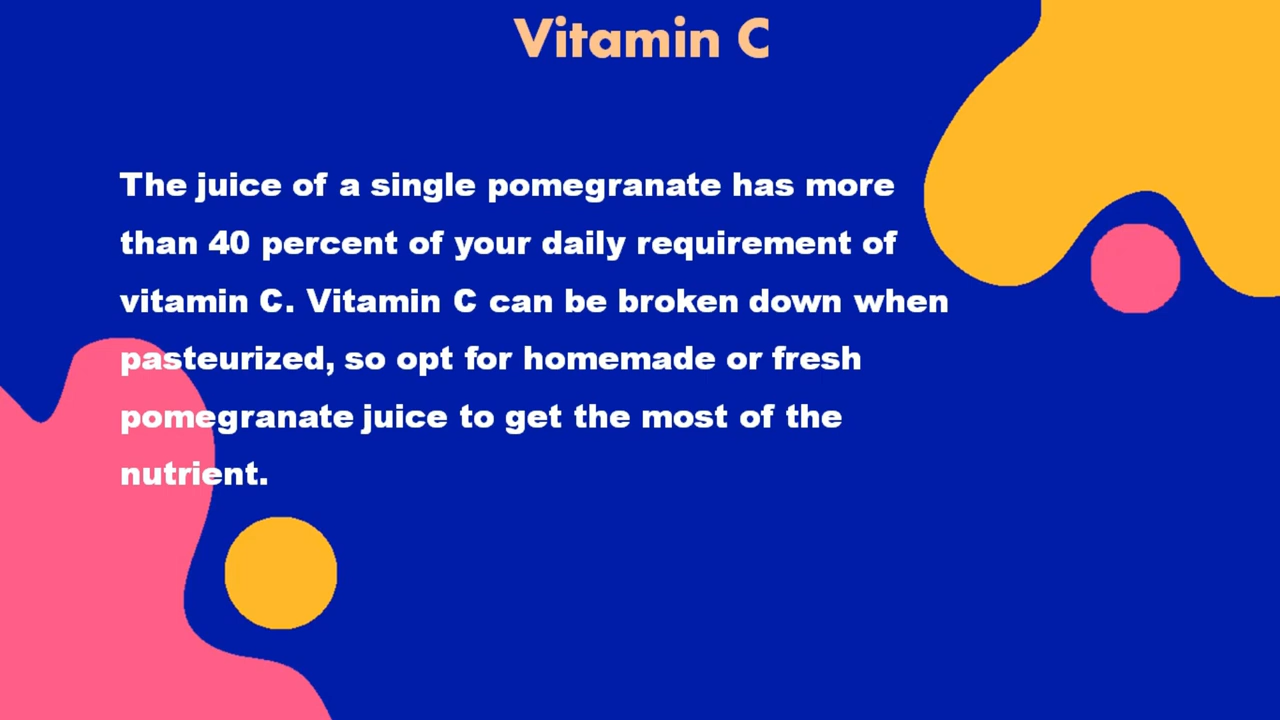 Vitamin C
The juice of a single pomegranate has more
than 40 percent of your daily requirement of
vitamin C. Vitamin C can be broken down when
pasteurized, so opt for homemade or fresh
pomegranate juice to get the most of the
nutrient.